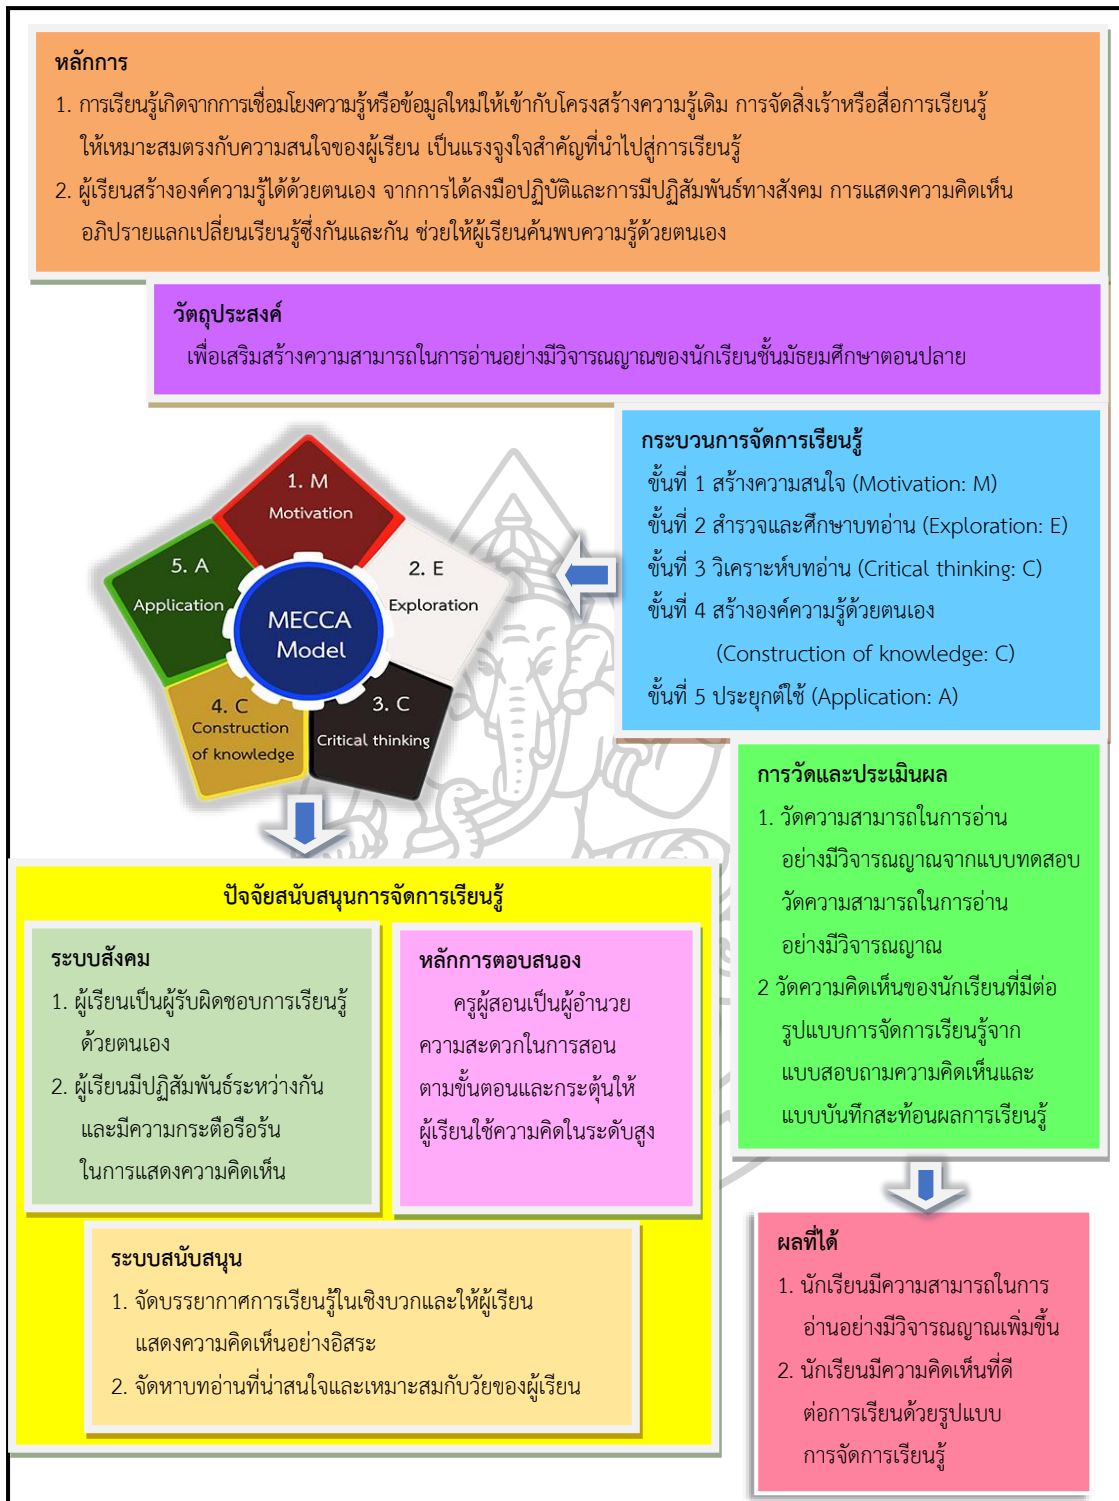 หลักการ
1. การเรียนรู้เกิดจากการเชื่อมโยงความรู้หรือข้อมูลใหม่ให้เข้ากับโครงสร้างความรู้เดิม การจัดสิ่งเร้าหรือสื่อการเรียนรู้
ให้เหมาะสมตรงกับความสนใจของผู้เรียน เป็นแรงจูงใจสำคัญที่นำไปสู่การเรียนรู้
2. ผู้เรียนสร้างองค์ความรู้ได้ด้วยตนเอง จากการได้ลงมือปฏิบัติและการมีปฏิสัมพันธ์ทางสังคม การแสดงความคิดเห็น
อภิปรายแลกเปลี่ยนเรียนรู้ซึ่งกันและกัน ช่วยให้ผู้เรียนค้นพบความรู้ด้วยตนเอง
วัตถุประสงค์
เพื่อเสริมสร้างความสามารถในการอ่านอย่างมีวิจารณญาณของนักเรียนชั้นมัธยมศึกษาตอนปลาย
กระบวนการจัดการเรียนรู้
ขั้นที่ 1 สร้างความสนใจ (Motivation: M)
ขั้นที่ 2 สำรวจและศึกษาบทอ่าน (Exploration: E)
ขั้นที่ 3 วิเคราะห์บทอ่าน (Critical thinking: C)
ขั้นที่ 4 สร้างองค์ความรู้ด้วยตนเอง
(Construction of knowledge: C)
ขั้นที่ 5 ประยุกต์ใช้ (Application: A)
1. M
Motivation
2. E
Exploration
3. C
Critical thinking
4. C
Construction
of knowledge
5. A
Application
MECCA
Model
การวัดและประเมินผล
1. วัดความสามารถในการอ่าน
อย่างมีวิจารณญาณจากแบบทดสอบ
วัดความสามารถในการอ่าน
อย่างมีวิจารณญาณ
2 วัดความคิดเห็นของนักเรียนที่มีต่อ
รูปแบบการจัดการเรียนรู้จาก
แบบสอบถามความคิดเห็นและ
แบบบันทึกสะท้อนผลการเรียนรู้
ปัจจัยสนับสนุนการจัดการเรียนรู้
ระบบสังคม
1. ผู้เรียนเป็นผู้รับผิดชอบการเรียนรู้
ด้วยตนเอง
2. ผู้เรียนมีปฏิสัมพันธ์ระหว่างกัน
และมีความกระตือรือร้น
ในการแสดงความคิดเห็น
หลักการตอบสนอง
ครูผู้สอนเป็นผู้อำนวย
ความสะดวกในการสอน
ตามขั้นตอนและกระตุ้นให้
ผู้เรียนใช้ความคิดในระดับสูง
ระบบสนับสนุน
1. จัดบรรยากาศการเรียนรู้ในเชิงบวกและให้ผู้เรียน
แสดงความคิดเห็นอย่างอิสระ
2. จัดหาบทอ่านที่น่าสนใจและเหมาะสมกับวัยของผู้เรียน
ผลที่ได้
1. นักเรียนมีความสามารถในการ
อ่านอย่างมีวิจารณญาณเพิ่มขึ้น
2. นักเรียนมีความคิดเห็นที่ดี
ต่อการเรียนด้วยรูปแบบ
การจัดการเรียนรู้